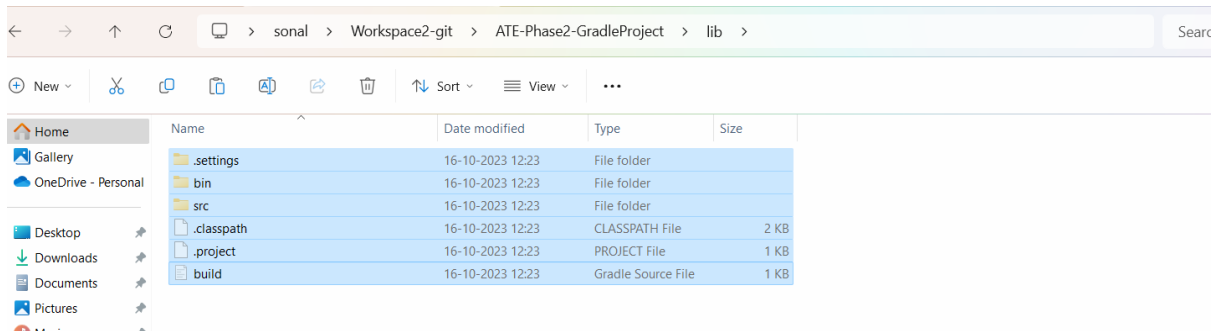 sonal > Workspace2-git > ATE-Phase2-GradleProject > lib >
Searc
New Sort View ...
Home
Gallery
OneDrive - Personal
Desktop
Downloads
Documents
Pictures
Name Date modified Type Size
.settings 16-10-2023 12:23 File folder
bin 16-10-2023 12:23 File folder
src 16-10-2023 12:23 File folder
.classpath 16-10-2023 12:23 CLASSPATH File 2 KB
.project 16-10-2023 12:23 PROJECT File 1 KB
build 16-10-2023 12:23 Gradle Source File 1 KB